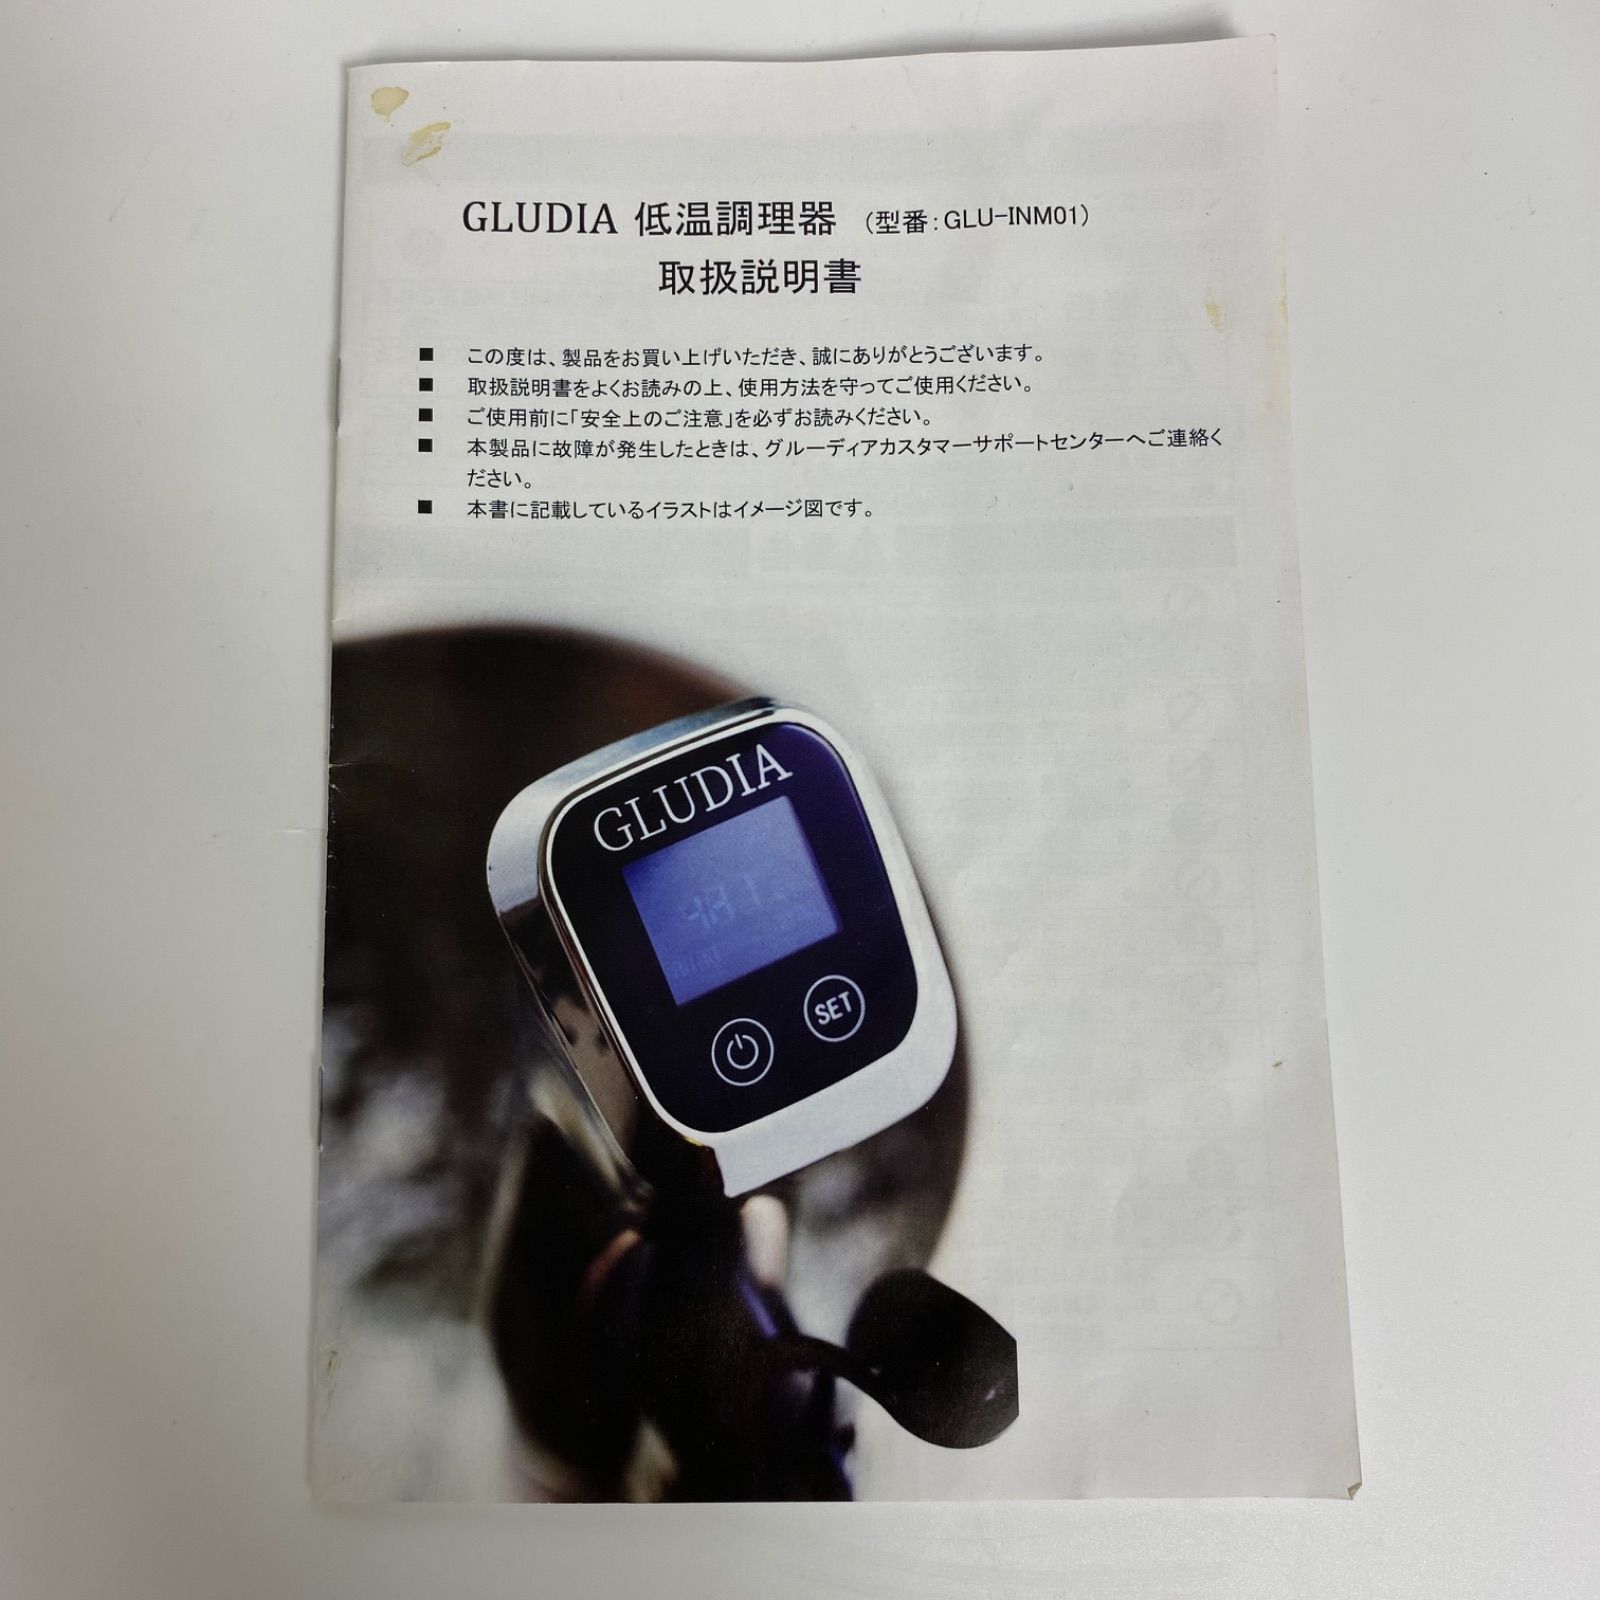 GLUDIA 低温調理器 (型番:GLU-INM01)
取扱説明書
■ この度は、製品をお買い上げいただき、誠にありがとうございます。
■ 取扱説明書をよくお読みの上、使用方法を守ってご使用ください。
■ ご使用前に「安全上のご注意」を必ずお読みください。
■ 本製品に故障が発生したときは、グルーディアカスタマーサポートセンターへご連絡く
ださい。
■ 本書に記載しているイラストはイメージ図です。
GLUDIA
SET